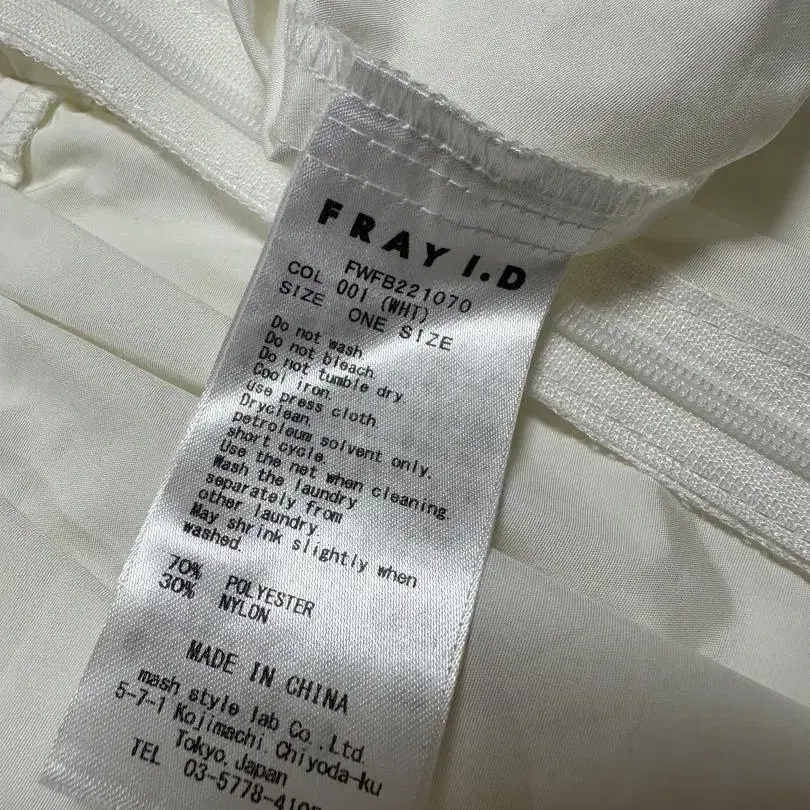 FRAY I.D
FWFB221070
COL 001 (WHT)
SIZE ONE SIZE
Do not wash.
Do not bleach.
Do not tumble dry.
Cool iron.
use press cloth.
Dryclean.
petroleum solvent only.
short cycle.
Use the net when cleaning.
Wash the laundry
separately from
other laundry.
May shrink slightly when
washed.
70% POLYESTER
30% NYLON
MADE IN CHINA
mash style lab Co.,Ltd.
5-7-1 Kojimachi Chiyoda-ku
Tokyo, Japan
TEL 03-5778-